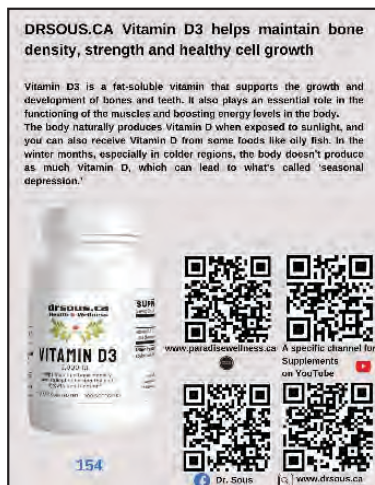 DRSOUS.CA Vitamin D3 helps maintain bone
density, strength and healthy cell growth
Vitamin D3 is a fat-soluble vitamin that supports the growth and
development of bones and teeth. It also plays an essential role in the
functioning of the muscles and boosting energy levels in the body.
The body naturally produces Vitamin D when exposed to sunlight, and
you can also receive Vitamin D from some foods like oily fish. In the
winter months, especially in colder regions, the body doesn't produce
as much Vitamin D, which can lead to what's called 'seasonal
depression.'
drsous.ca
Health & Wellness
VITAMIN D3
154
www.paradisewellness.ca
A specific channel for
Supplements
on YouTube
Dr. Sous
www.drsous.ca